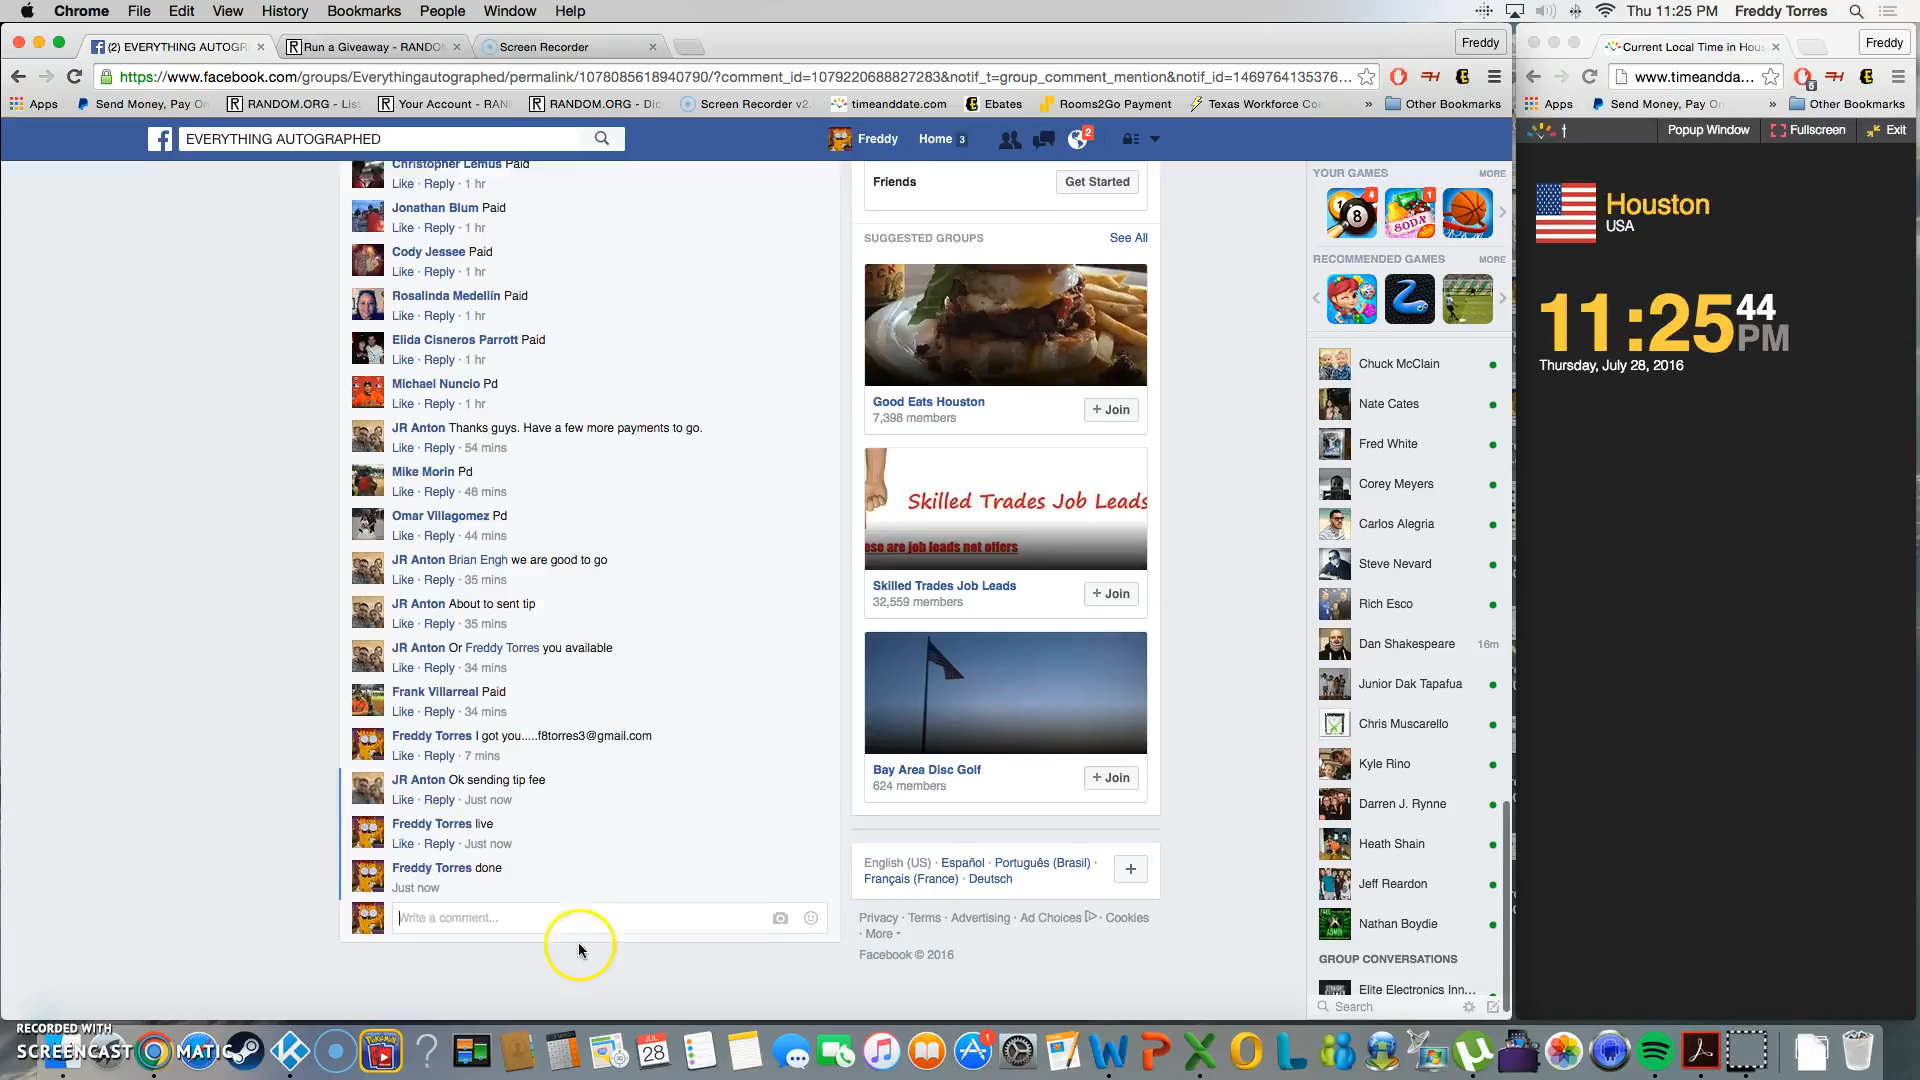 Chrome File Edit View History Bookmarks People Window Help
Thu 11:25 PM Freddy Torres
(2) EVERYTHING AUTOGR
Run a Giveaway - RANDO
Screen Recorder
Freddy
Current Local Time in Hou
Freddy
https://www.facebook.com/groups/Everythingautographed/permalink/1078085618940790/?comment_id=1079220688827283&notif_t=group_comment_mention&notif_id=1469764135376...
www.timeandda...
Apps Send Money, Pay O RANDOM.ORG - Lis Your Account - RAN RANDOM.ORG - Dic Screen Recorder v2. timeanddate.com Ebates Rooms2Go Payment Texas Workforce Co » Other Bookmarks
Apps Send Money, Pay O » Other Bookmarks
EVERYTHING AUTOGRAPHED
Freddy Home 3
2
Popup Window Fullscreen Exit
Christopher Lemus Paid
Like · Reply · 1 hr
Jonathan Blum Paid
Like · Reply · 1 hr
Cody Jessee Paid
Like · Reply · 1 hr
Rosalinda Medellín Paid
Like · Reply · 1 hr
Elida Cisneros Parrott Paid
Like · Reply · 1 hr
Michael Nuncio Pd
Like · Reply · 1 hr
JR Anton Thanks guys. Have a few more payments to go.
Like · Reply · 54 mins
Mike Morin Pd
Like · Reply · 46 mins
Omar Villagomez Pd
Like · Reply · 44 mins
JR Anton Brian Engh we are good to go
Like · Reply · 35 mins
JR Anton About to sent tip
Like · Reply · 35 mins
JR Anton Or Freddy Torres you available
Like · Reply · 34 mins
Frank Villarreal Paid
Like · Reply · 34 mins
Freddy Torres I got you.....f8torres3@gmail.com
Like · Reply · 7 mins
JR Anton Ok sending tip fee
Like · Reply · Just now
Freddy Torres live
Like · Reply · Just now
Freddy Torres done
Just now
Write a comment...
Friends
Get Started
SUGGESTED GROUPS
See All
Good Eats Houston
7,398 members
+ Join
Skilled Trades Job Leads
ese are job leads not offers
Skilled Trades Job Leads
32,559 members
+ Join
Bay Area Disc Golf
624 members
+ Join
English (US) · Español · Português (Brasil) ·
Français (France) · Deutsch
+
Privacy · Terms · Advertising · Ad Choices · Cookies
· More
Facebook © 2016
YOUR GAMES MORE
4
8
1
SODA
RECOMMENDED GAMES MORE
Chuck McClain
Nate Cates
Fred White
Corey Meyers
Carlos Alegria
Steve Nevard
Rich Esco
Dan Shakespeare 16m
Junior Dak Tapafua
Chris Muscarello
Kyle Rino
Darren J. Rynne
Heath Shain
Jeff Reardon
Nathan Boydie
GROUP CONVERSATIONS
Elite Electronics Inn...
Search
Houston
USA
11:25 44
PM
Thursday, July 28, 2016
RECORDED WITH
SCREENCAST MATIC
JUL
28
1